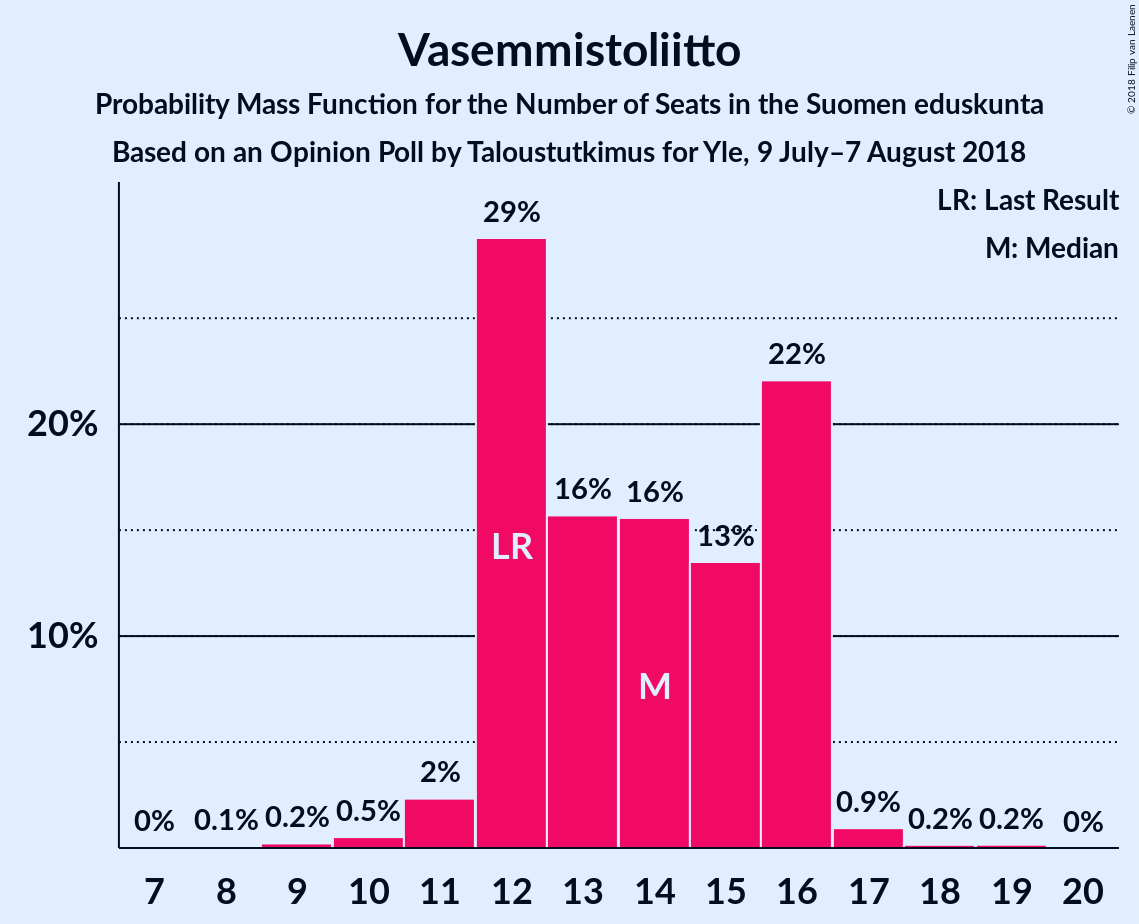 Vasemmistoliitto
Probability Mass Function for the Number of Seats in the Suomen eduskunta
Based on an Opinion Poll by Taloustutkimus for Yle, 9 July–7 August 2018
© 2018 Filip van Laenen
LR: Last Result
M: Median
29%
22%
20%
16%
16%
13%
LR
10%
M
2%
0%
0.1%
0.2%
0.5%
0.9%
0.2%
0.2%
0%
7 8 9 10 11 12 13 14 15 16 17 18 19 20